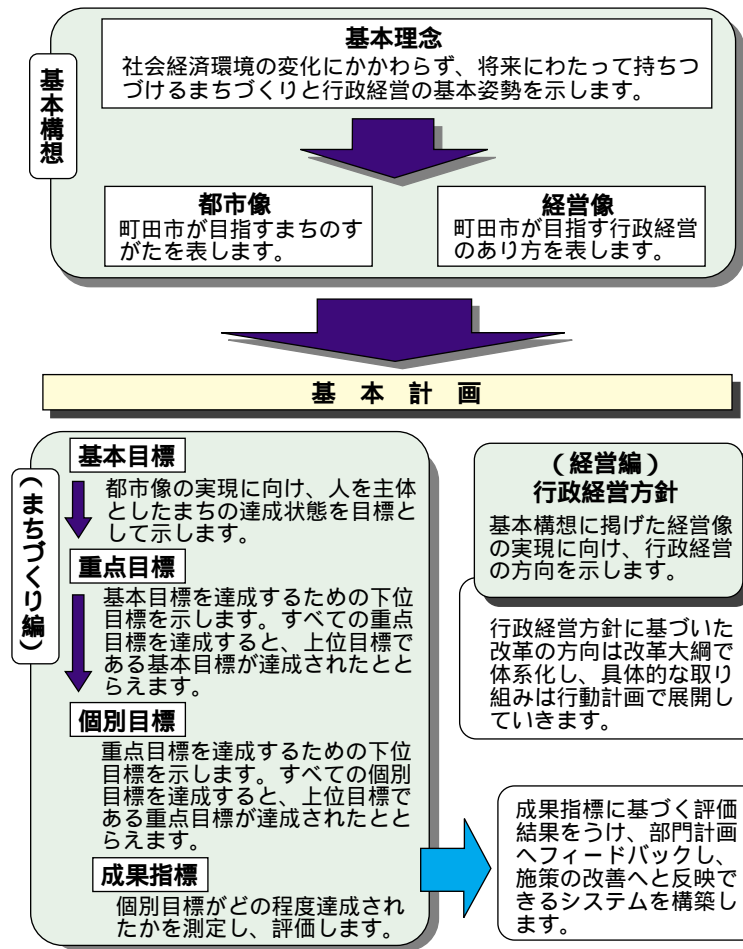 基本構想
基本理念
社会経済環境の変化にかかわらず、将来にわたって持ちつ
づけるまちづくりと行政経営の基本姿勢を示します。
都市像
町田市が目指すまちのす
がたを表します。
経営像
町田市が目指す行政経営
のあり方を表します。
基本計画
（まちづくり編）
基本目標
都市像の実現に向け、人を主体
としたまちの達成状態を目標と
して示します。
重点目標
基本目標を達成するための下位
目標を示します。すべての重点
目標を達成すると、上位目標で
ある基本目標が達成されたとと
らえます。
個別目標
重点目標を達成するための下位
目標を示します。すべての個別
目標を達成すると、上位目標で
ある重点目標が達成されたとと
らえます。
成果指標
個別目標がどの程度達成され
たかを測定し、評価します。
（経営編）
行政経営方針
基本構想に掲げた経営像
の実現に向け、行政経営
の方向を示します。
行政経営方針に基づいた
改革の方向は改革大綱で
体系化し、具体的な取り
組みは行動計画で展開し
ていきます。
成果指標に基づく評価
結果をうけ、部門計画
へフィードバックし、
施策の改善へと反映で
きるシステムを構築し
ます。